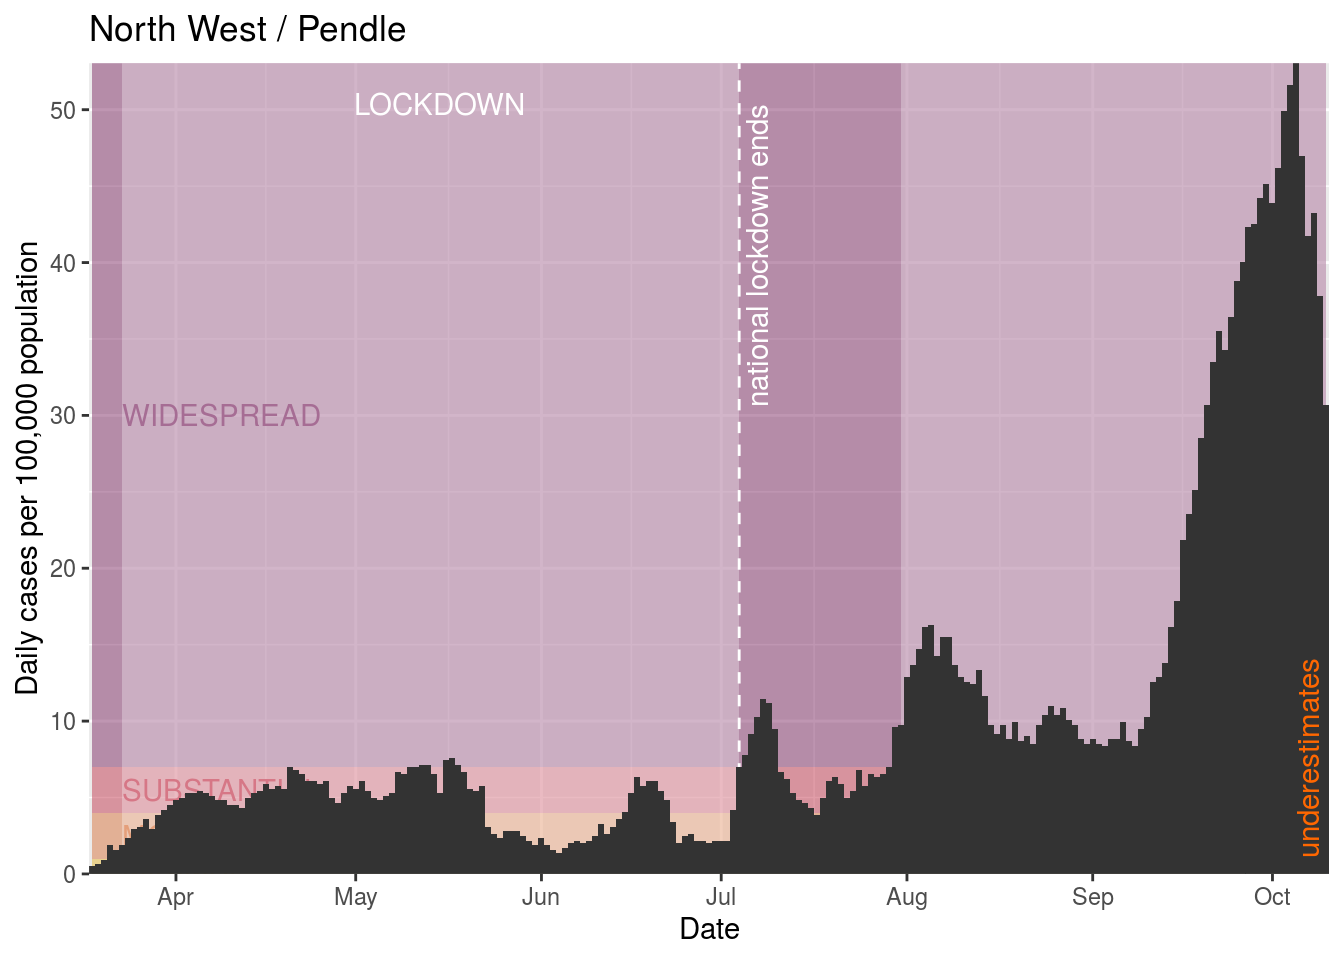 North West / Pendle
LOCKDOWN
national lockdown ends
WIDESPREAD
underestimates
Daily cases per 100,000 population
50
40
30
20
10
0
Apr
May
Jun
Jul
Aug
Sep
Oct
Date